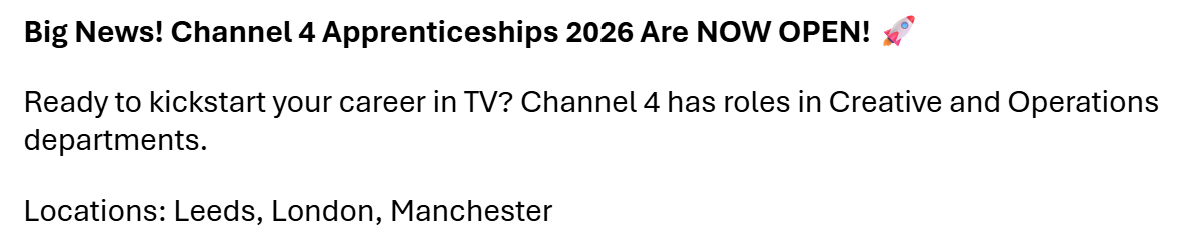 Big News! Channel 4 Apprenticeships 2026 Are NOW OPEN! 🚀
Ready to kickstart your career in TV? Channel 4 has roles in Creative and Operations
departments.
Locations: Leeds, London, Manchester